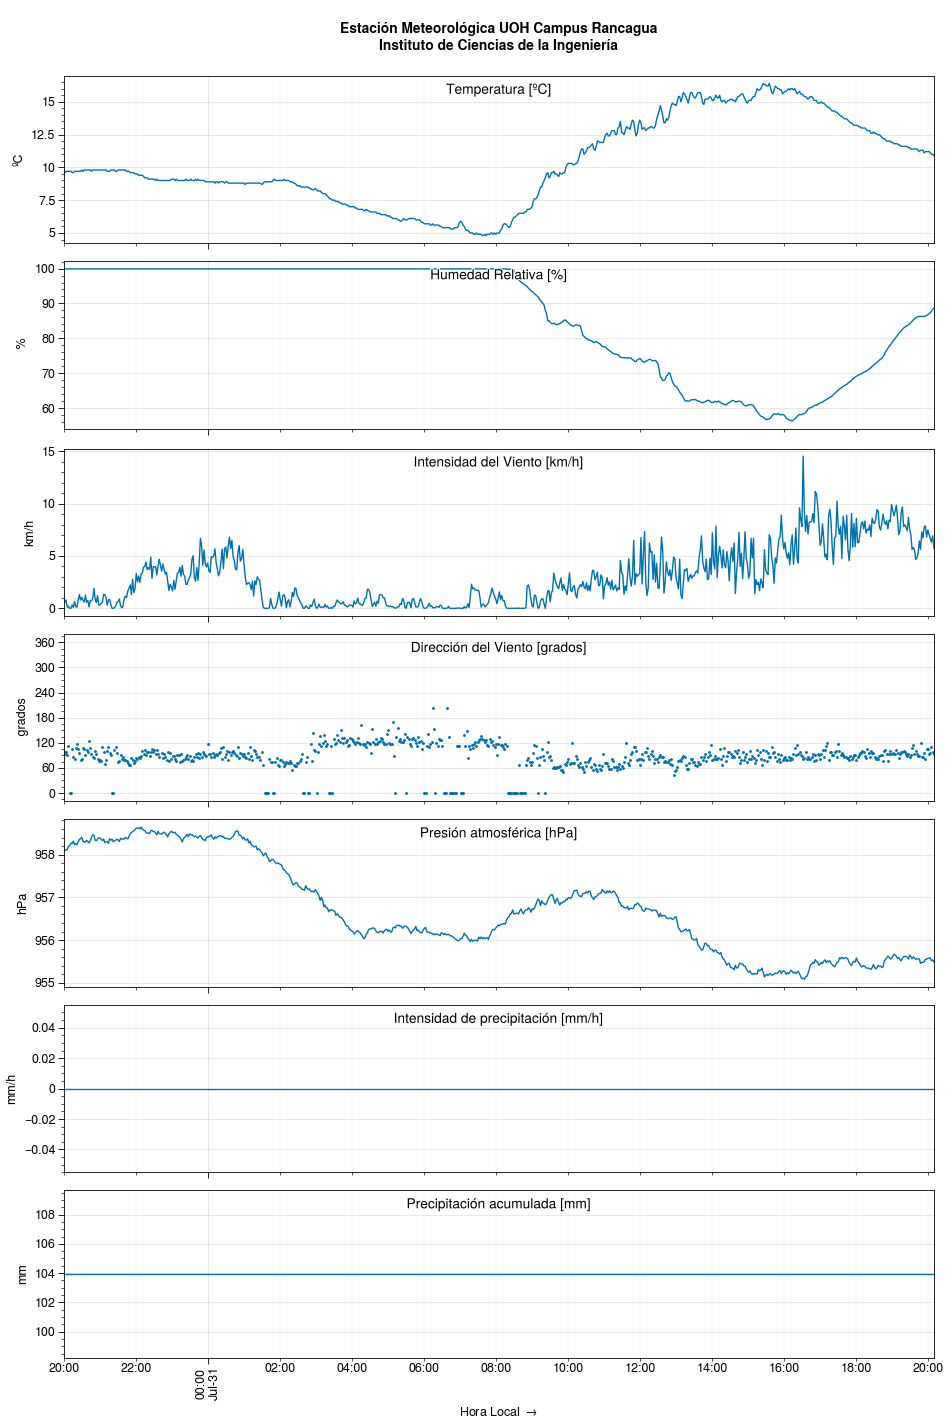 Estación Meteorológica UOH Campus Rancagua
Instituto de Ciencias de la Ingeniería
Temperatura [ºC]
ºC
15
12.5
10
7.5
5
Humedad Relativa [%]
%
100
90
80
70
60
Intensidad del Viento [km/h]
km/h
15
10
5
0
Dirección del Viento [grados]
grados
360
300
240
180
120
60
0
Presión atmosférica [hPa]
hPa
958
957
956
955
Intensidad de precipitación [mm/h]
mm/h
0.04
0.02
0
−0.02
−0.04
Precipitación acumulada [mm]
mm
108
106
104
102
100
20:00 22:00 00:00 02:00 04:00 06:00 08:00 10:00 12:00 14:00 16:00 18:00 20:00
Jul-31
Hora Local →